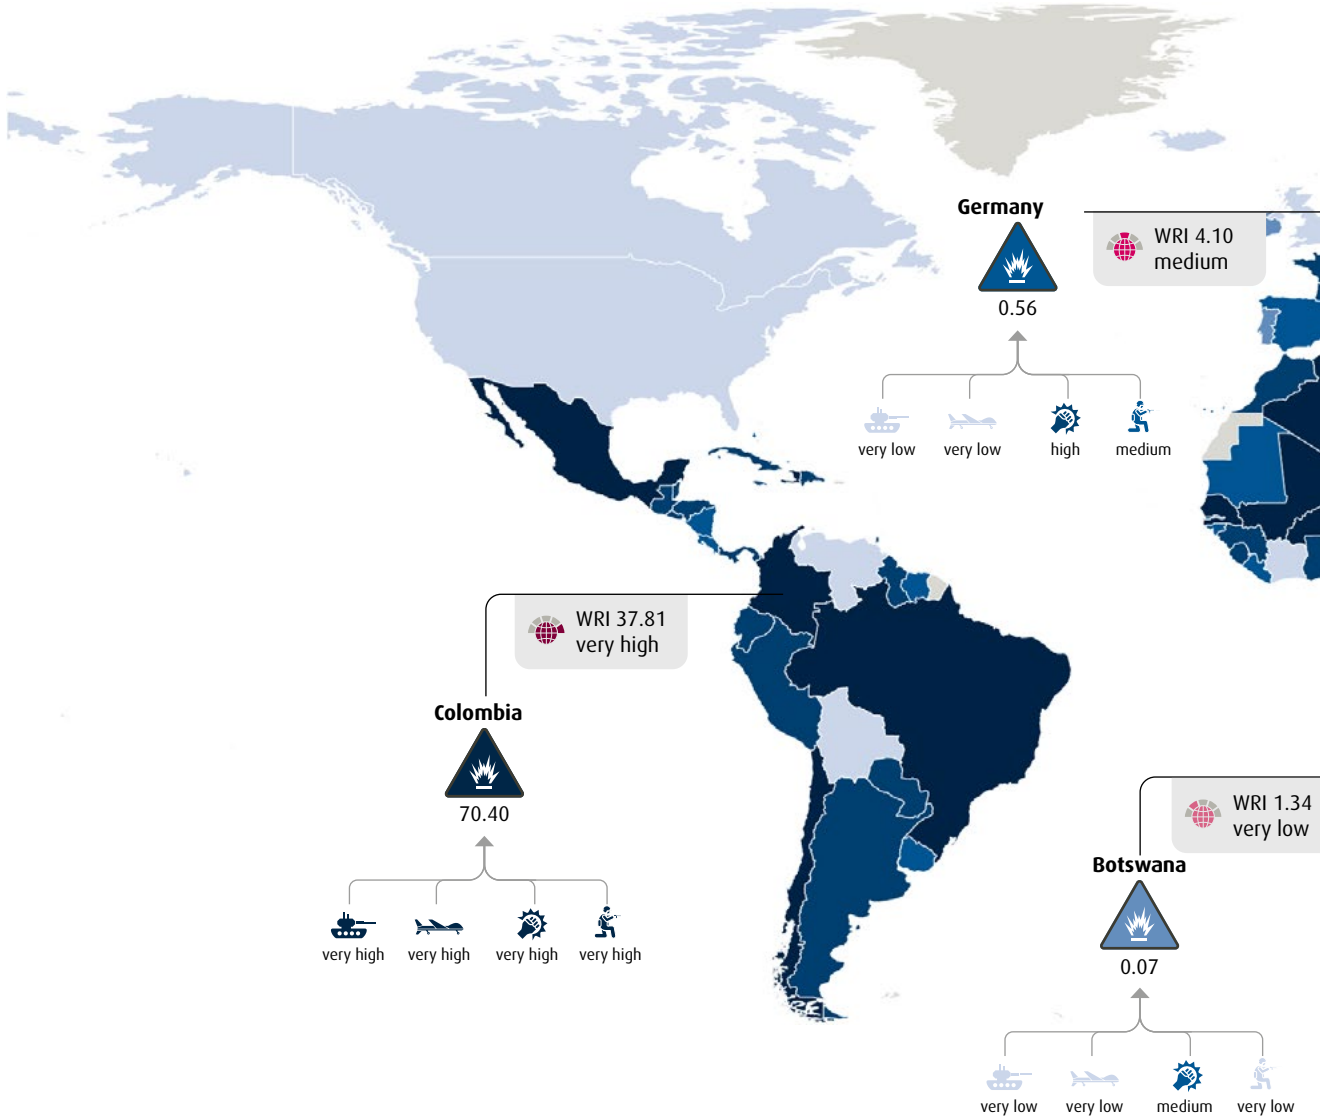 Germany
WRI 4.10
medium
0.56
very low
very low
high
medium
WRI 37.81
very high
Colombia
70.40
very high
very high
very high
very high
WRI 1.34
very low
Botswana
0.07
very low
very low
medium
very low